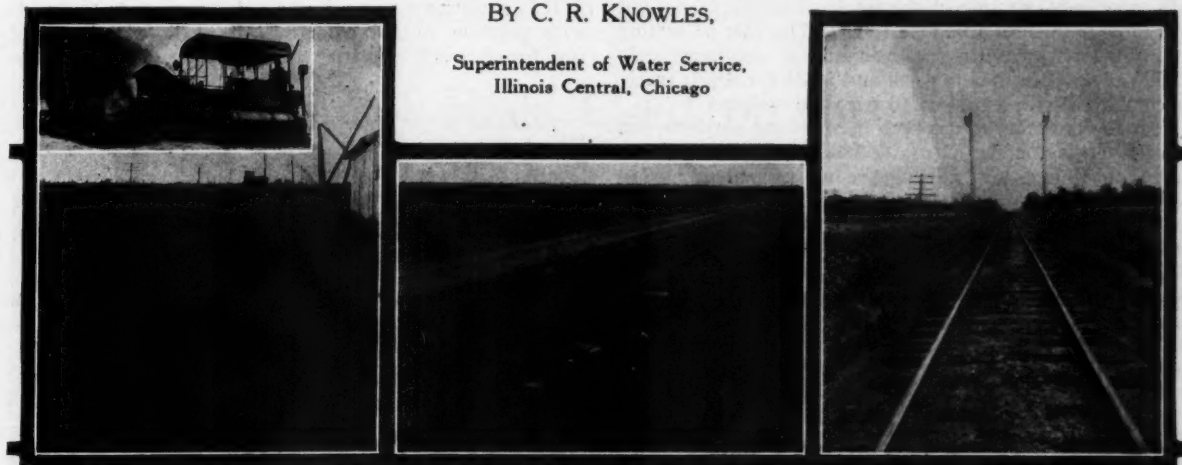 BY C. R. KNOWLES,
Superintendent of Water Service,
Illinois Central, Chicago